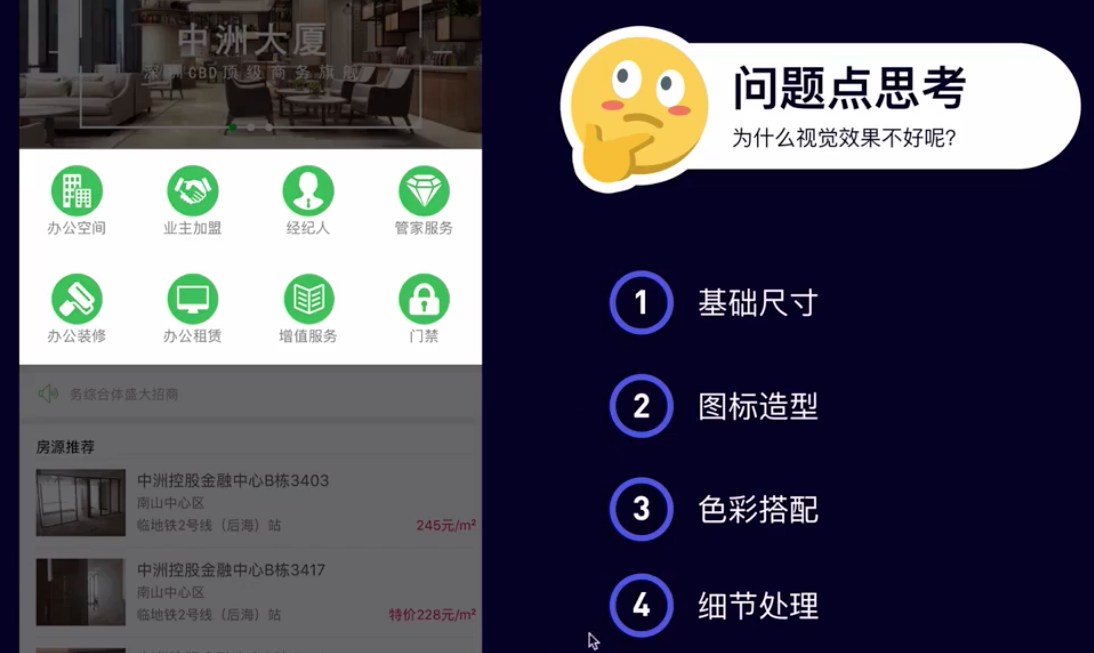 中洲大厦
深圳CBD顶级商务旗舰
办公空间
业主加盟
经纪人
管家服务
办公装修
办公租赁
增值服务
门禁
务综合体盛大招商
房源推荐
中洲控股金融中心B栋3403
南山中心区
临地铁2号线（后海）站
245元/m²
中洲控股金融中心B栋3417
南山中心区
临地铁2号线（后海）站
特价228元/m²
问题点思考
为什么视觉效果不好呢?
1 基础尺寸
2 图标造型
3 色彩搭配
4 细节处理